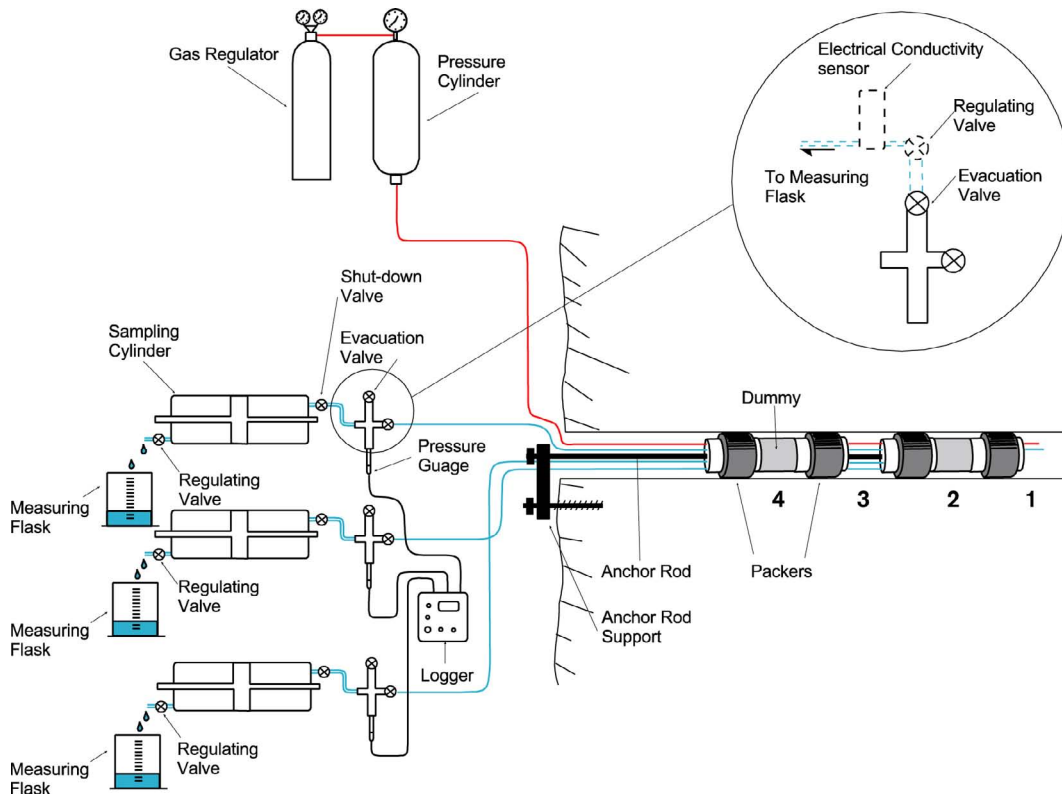 Gas Regulator
Pressure
Cylinder
Electrical Conductivity
sensor
Regulating
Valve
To Measuring
Flask
Evacuation
Valve
Shut-down
Valve
Sampling
Cylinder
Evacuation
Valve
Dummy
Pressure
Guage
Regulating
Valve
Measuring
Flask
4
3
2
1
Anchor Rod
Packers
Regulating
Valve
Anchor Rod
Support
Measuring
Flask
Logger
Regulating
Valve
Measuring
Flask